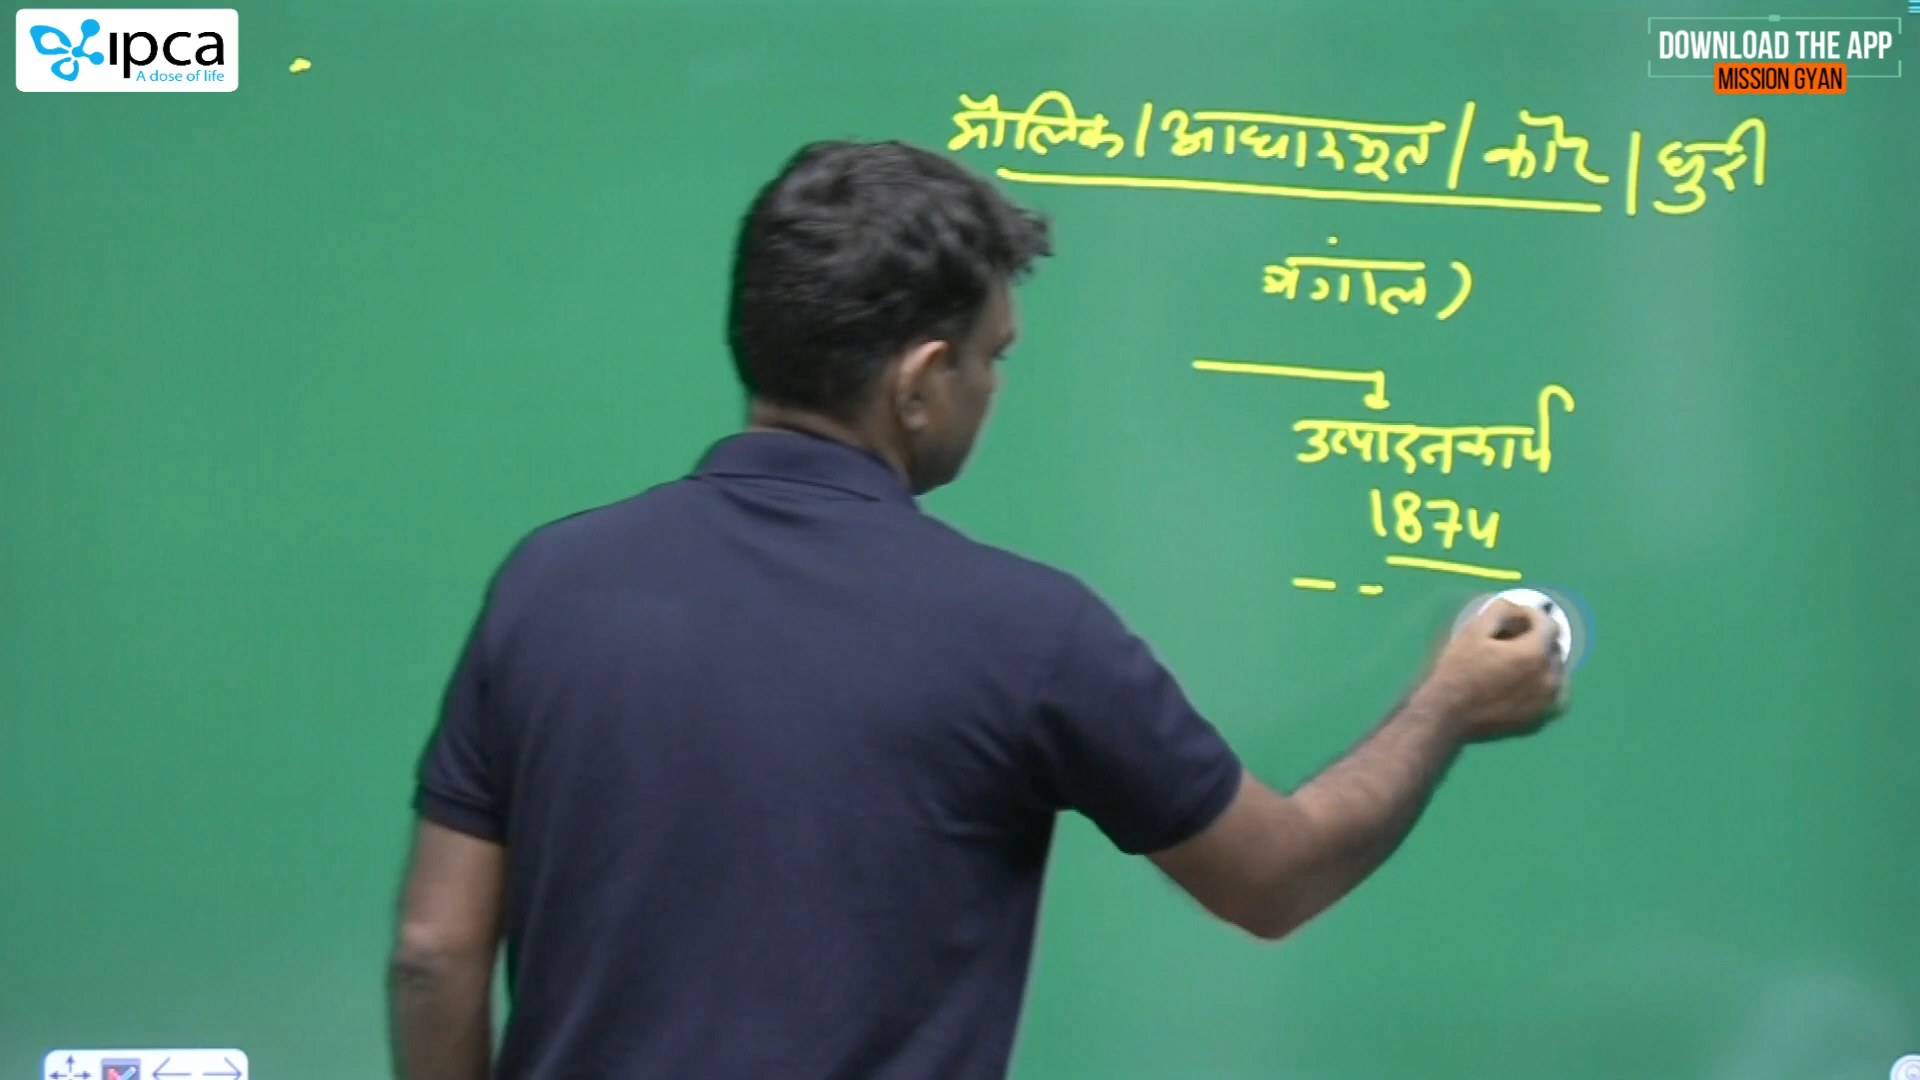 ipca
A dose of life
DOWNLOAD THE APP
MISSION GYAN
मौलिक / आधारभूत / कोर / धुरी
बंगाल)
उत्पादनकार्य
1874